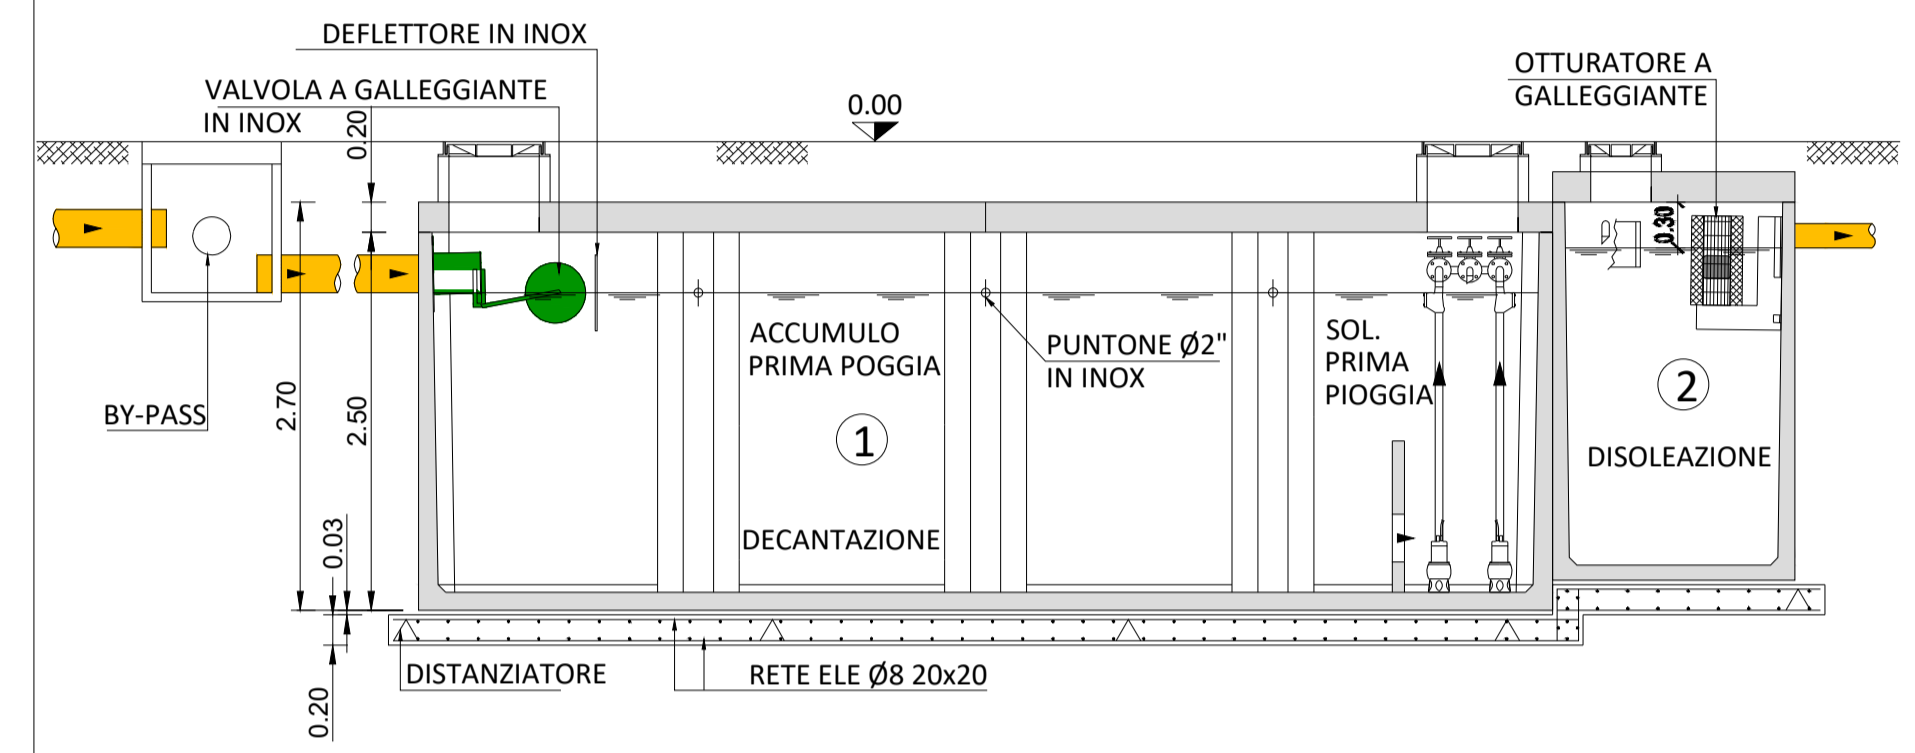 DEFLETTORE IN INOX
VALVOLA A GALLEGGIANTE
IN INOX
0.20
0.00
OTTURATORE A
GALLEGGIANTE
0.30
ACCUMULO
PRIMA POGGIA
PUNTONE Ø2"
IN INOX
SOL.
PRIMA
PIOGGIA
BY-PASS
2.70
2.50
1
2
DISOLEAZIONE
DECANTAZIONE
0.03
DISTANZIATORE
RETE ELE Ø8 20x20
0.20